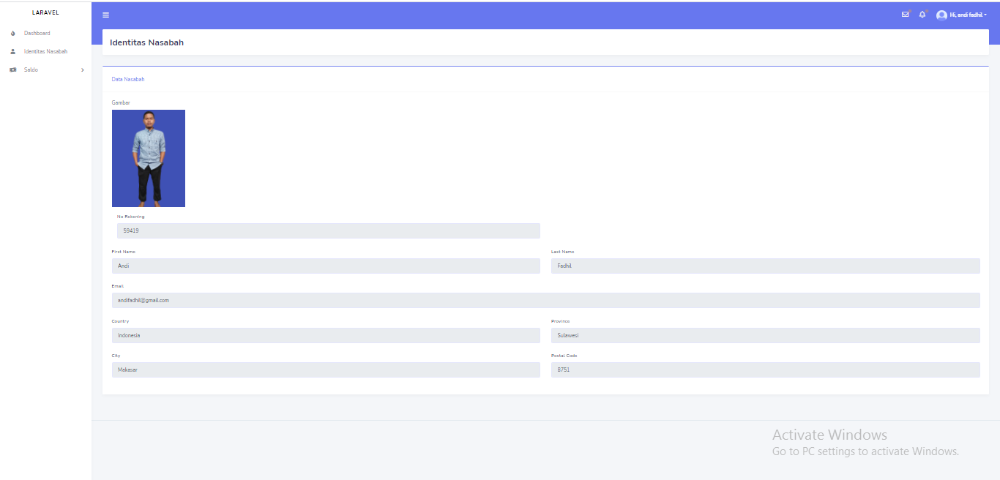 LARAVEL
Dashboard
Identitas Nasabah
Saldo
Hi, andi fadhil
Identitas Nasabah
Data Nasabah
Gambar
No Rekening
59419
First Name
Last Name
Andi
Fadhil
Email
andifadhil@gmail.com
Country
Province
Indonesia
Sulawesi
City
Postal Code
Makasar
8751
Activate Windows
Go to PC settings to activate Windows.